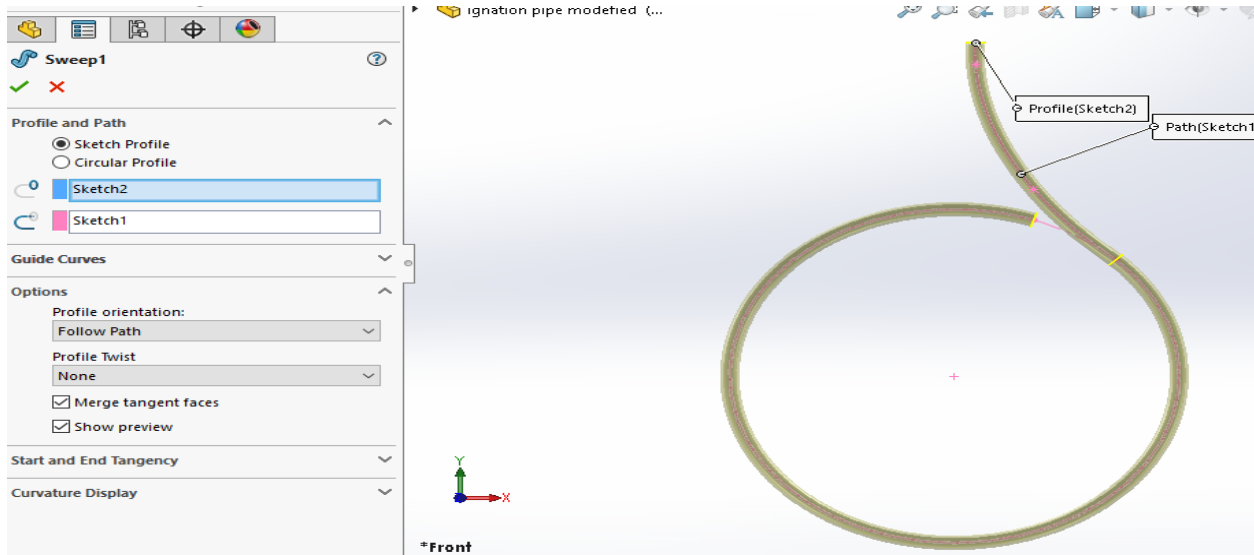 ignation pipe modefied (...
Sweep1
Profile and Path
Sketch Profile
Circular Profile
Sketch2
Sketch1
Guide Curves
Options
Profile orientation:
Follow Path
Profile Twist
None
Merge tangent faces
Show preview
Start and End Tangency
Curvature Display
Profile(Sketch2)
Path(Sketch1
Y
X
*Front